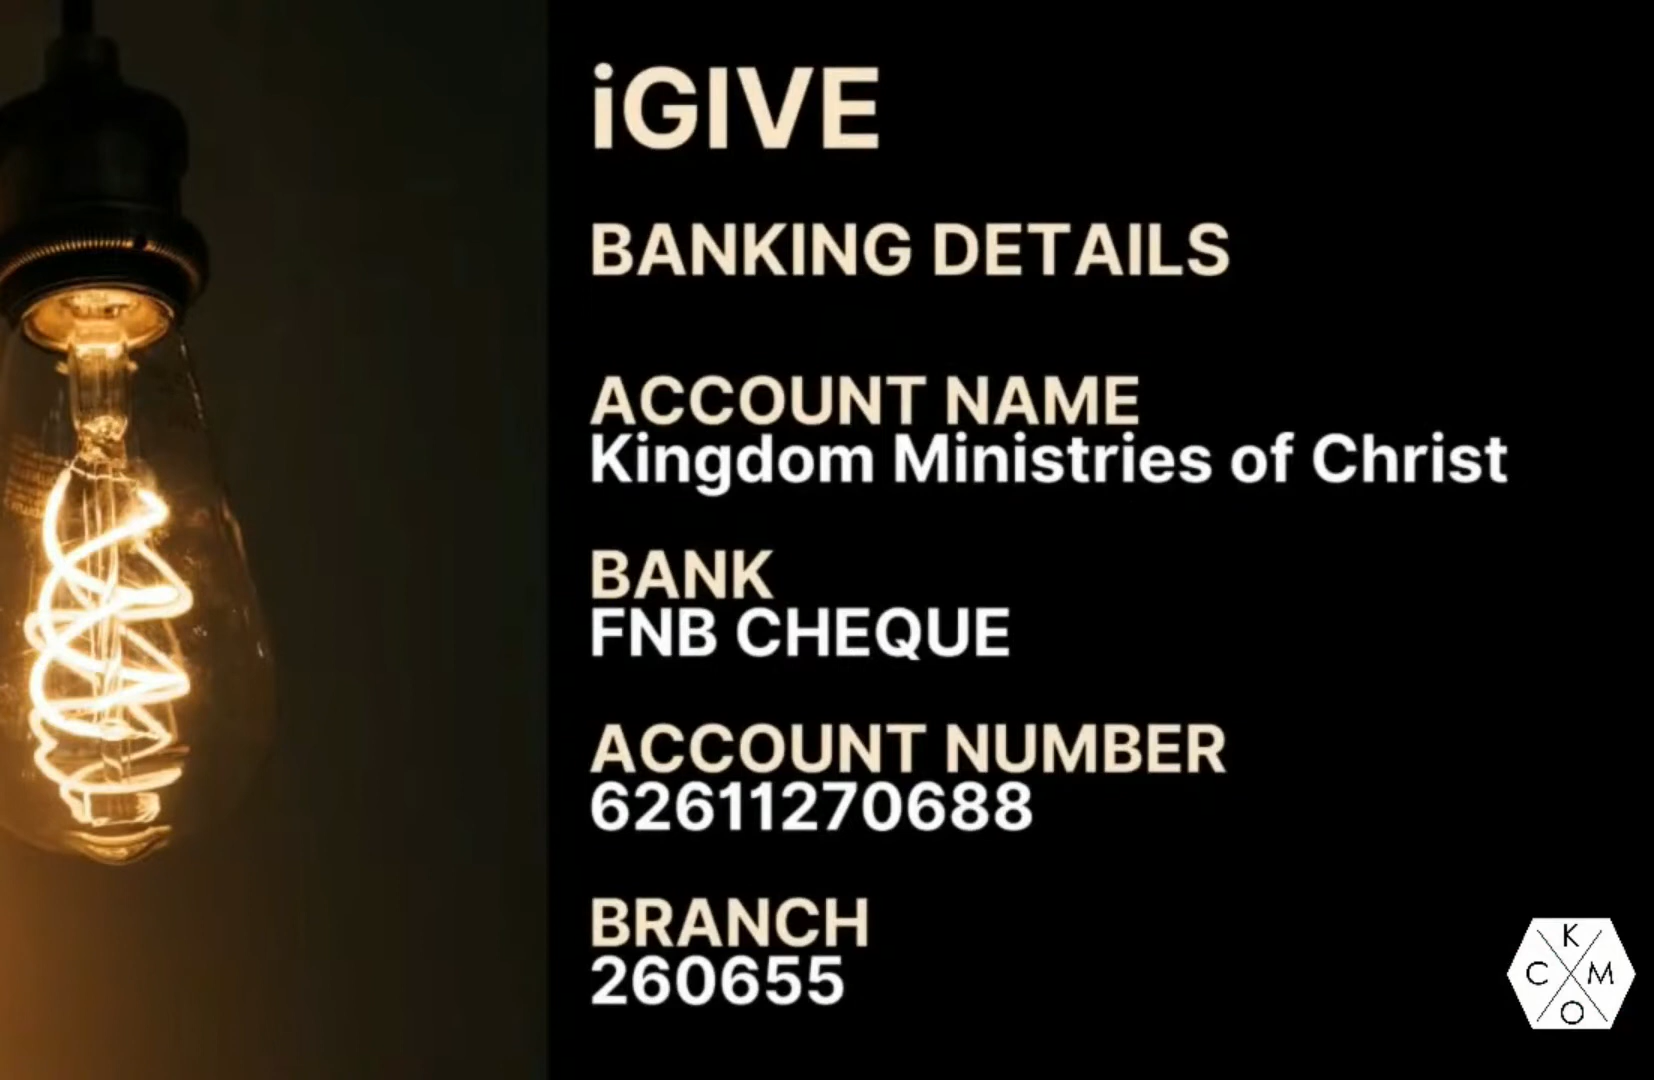 iGIVE
BANKING DETAILS
ACCOUNT NAME
Kingdom Ministries of Christ
BANK
FNB CHEQUE
ACCOUNT NUMBER
62611270688
BRANCH
260655
K
C M
O